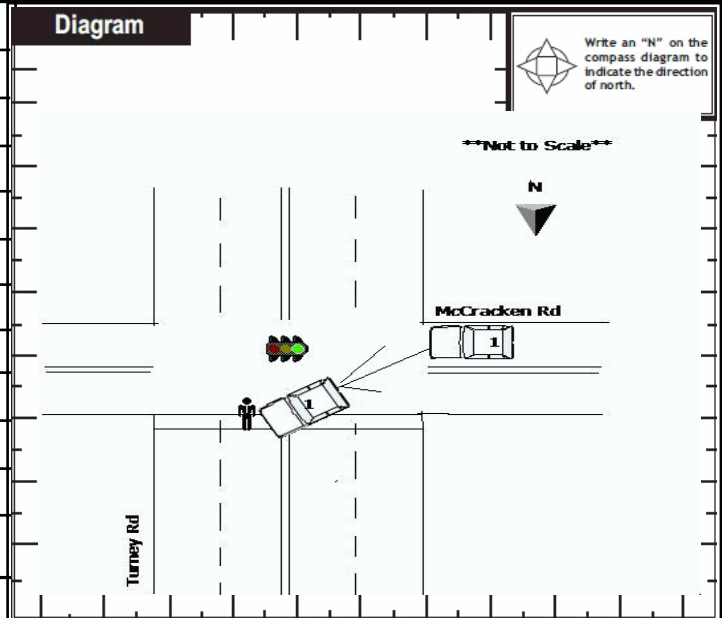 Diagram
Write an “N” on the
compass diagram to
indicate the direction
of north.
**Not to Scale**
N
McCracken Rd
1
1
Turney Rd